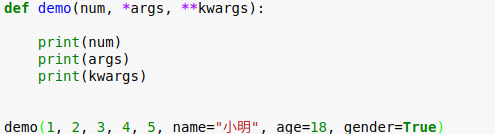 def demo(num, *args, **kwargs):
    print(num)
    print(args)
    print(kwargs)
demo(1, 2, 3, 4, 5, name="小明", age=18, gender=True)